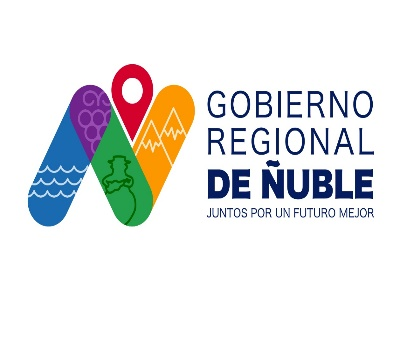 GOBIERNO
REGIONAL
DE ÑUBLE
JUNTOS POR UN FUTURO MEJOR